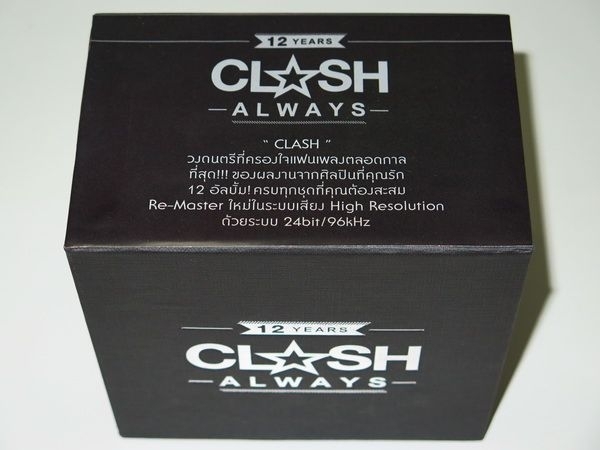 12 YEARS
CLASH
ALWAYS
" CLASH "
วงดนตรีที่ครองใจแฟนเพลงตลอดกาล
ที่สุด!!! ของผลงานจากศิลปินที่คุณรัก
12 อัลบั้ม! ครบทุกชุดที่คุณต้องสะสม
Re-Master ใหม่ในระบบเสียง High Resolution
ด้วยระบบ 24bit/96kHz
12 YEARS
CLASH
ALWAYS